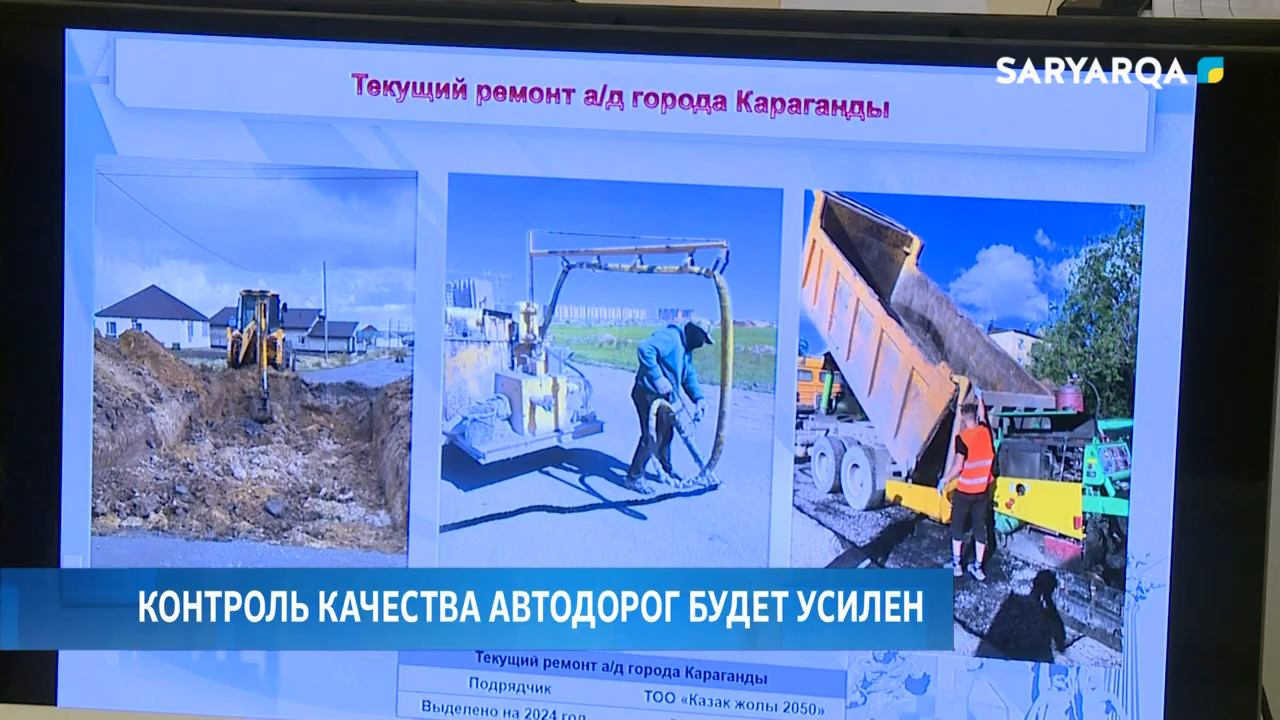 SARYARQA
Текущий ремонт а/д города Караганды
КОНТРОЛЬ КАЧЕСТВА АВТОДОРОГ БУДЕТ УСИЛЕН
Текущий ремонт а/д города Караганды
Подрядчик ТОО «Казак жолы 2050»
Выделено на 2024 год